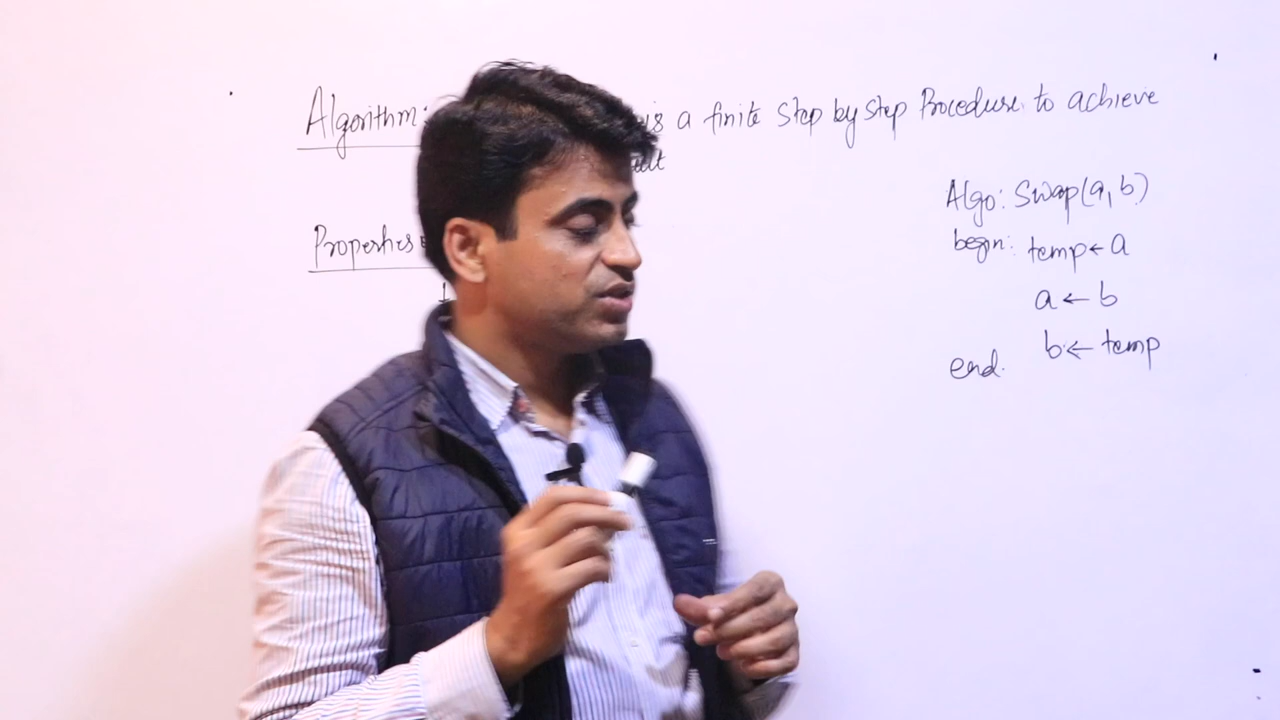 Algorithm: is a finite Step by step Procedure to achieve
Properties
Algo: Swap(a, b)
begin: temp ← a
a ← b
b ← temp
end.